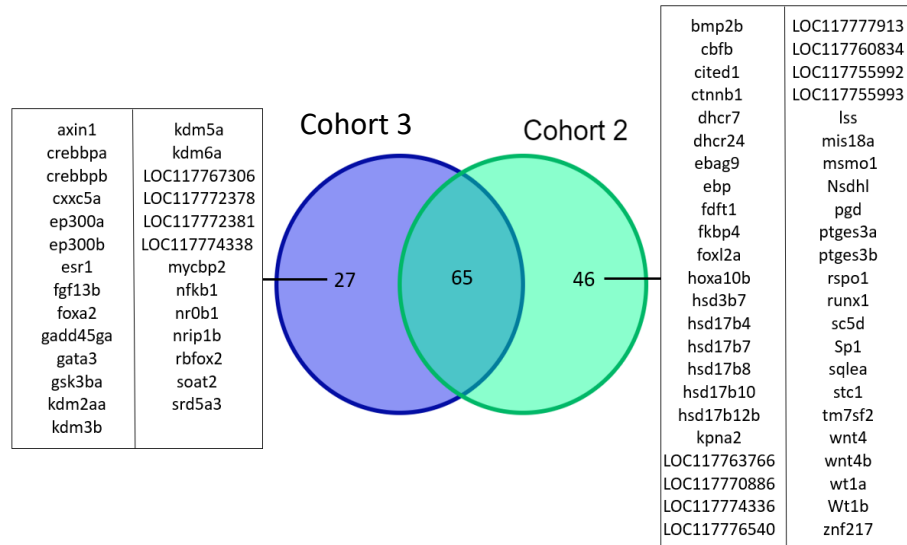 Cohort 3
Cohort 2
27
65
46
axin1
crebbpa
crebbpb
cxxc5a
ep300a
ep300b
esr1
fgf13b
foxa2
gadd45ga
gata3
gsk3ba
kdm2aa
kdm3b
kdm5a
kdm6a
LOC117767306
LOC117772378
LOC117772381
LOC117774338
mycbp2
nfkb1
nr0b1
nrip1b
rbfox2
soat2
srd5a3
bmp2b
cbfb
cited1
ctnnb1
dhcr7
dhcr24
ebag9
ebp
fdft1
fkbp4
foxl2a
hoxa10b
hsd3b7
hsd17b4
hsd17b7
hsd17b8
hsd17b10
hsd17b12b
kpna2
LOC117763766
LOC117770886
LOC117774336
LOC117776540
LOC117777913
LOC117760834
LOC117755992
LOC117755993
lss
mis18a
msmo1
Nsdhl
pgd
ptges3a
ptges3b
rspo1
runx1
sc5d
Sp1
sqlea
stc1
tm7sf2
wnt4
wnt4b
wt1a
Wt1b
znf217